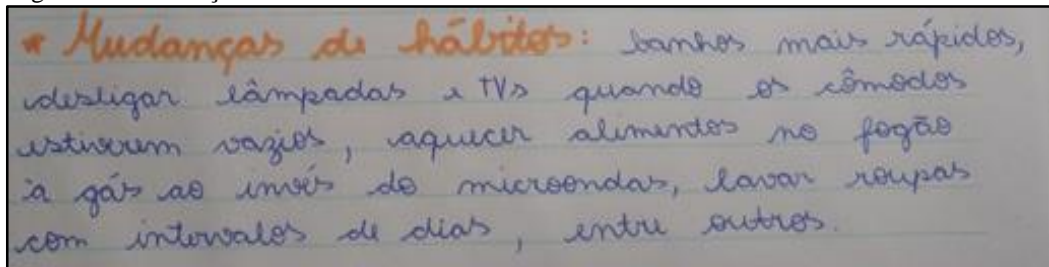 * Mudanças de hábitos: banhos mais rápidos,
desligar lâmpadas e TVs quando os cômodos
estiverem vazios, aquecer alimentos no fogão
à gás ao invés do microondas, lavar roupas
com intervalos de dias, entre outros.